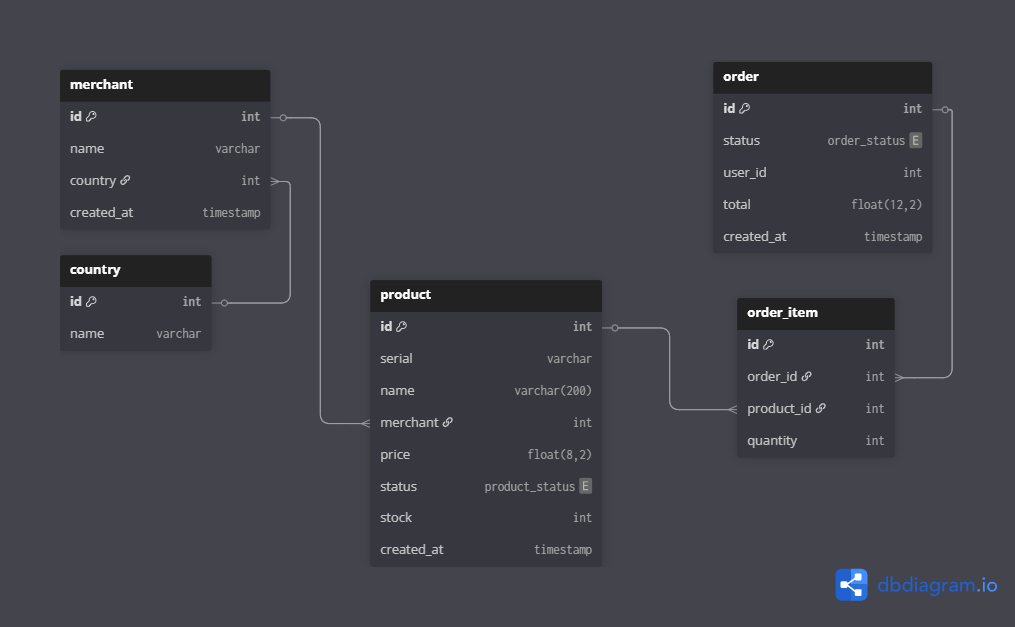 merchant
id int
name varchar
country int
created_at timestamp
country
id int
name varchar
product
id int
serial varchar
name varchar(200)
merchant int
price float(8,2)
status product_status E
stock int
created_at timestamp
order
id int
status order_status E
user_id int
total float(12,2)
created_at timestamp
order_item
id int
order_id int
product_id int
quantity int
dbdiagram.io